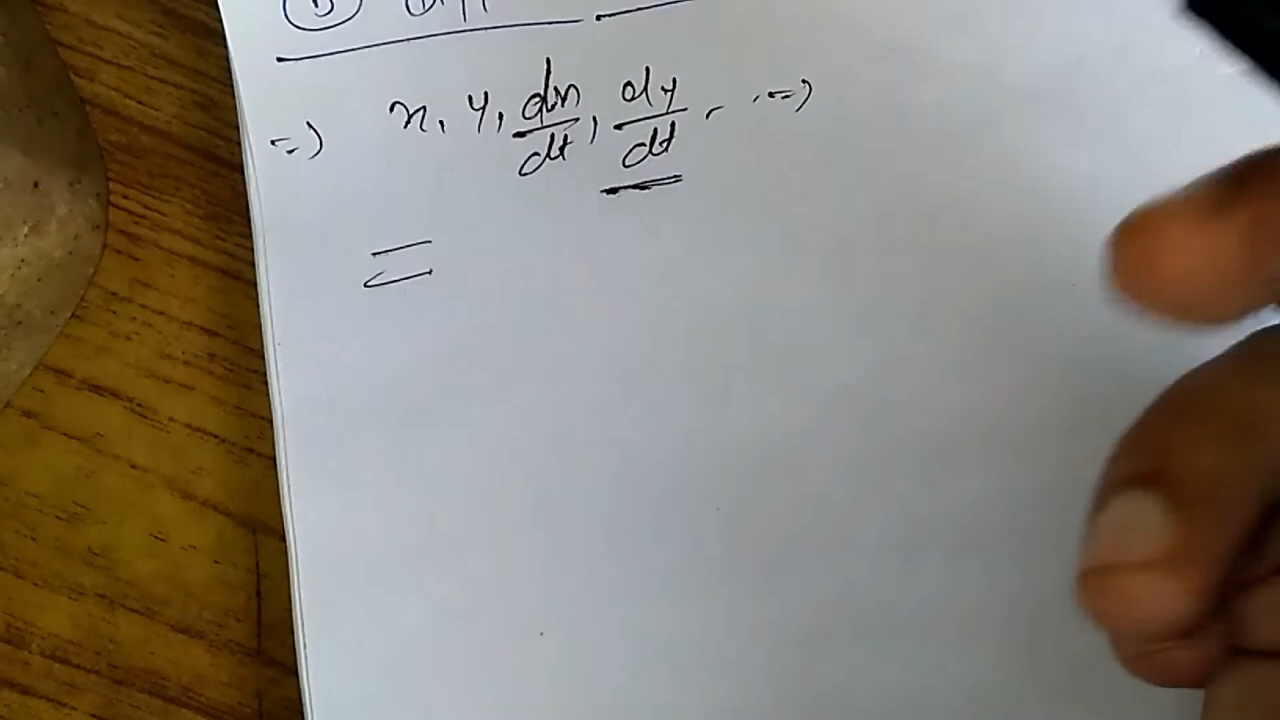 => x, y, dx/dt, dy/dt, - . . =>
=